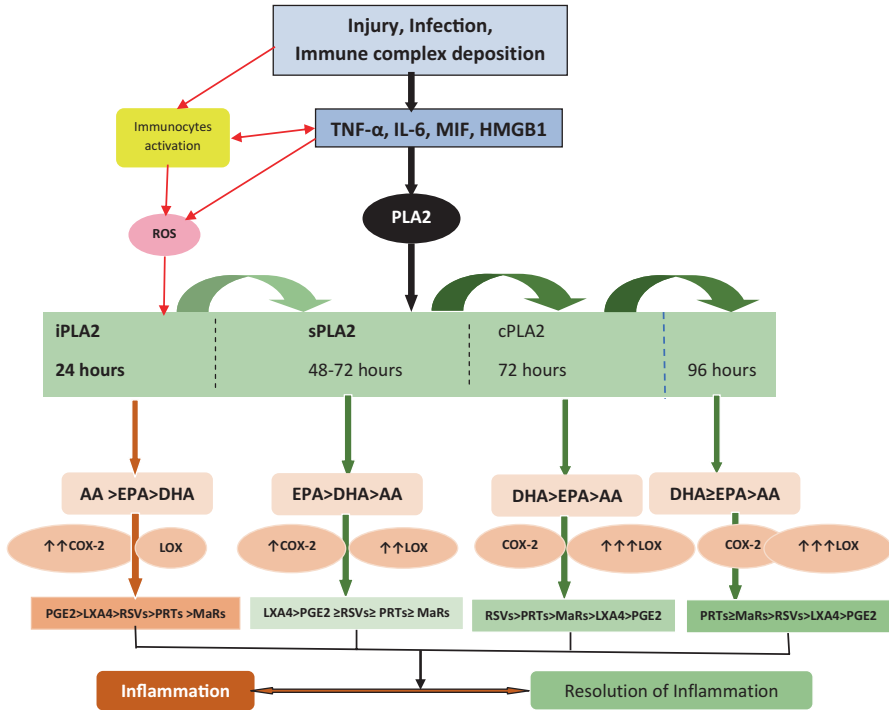 Injury, Infection,
Immune complex deposition
Immunocytes
activation
TNF-α, IL-6, MIF, HMGB1
ROS
PLA2
iPLA2
sPLA2
cPLA2
24 hours
48-72 hours
72 hours
96 hours
AA >EPA>DHA
EPA>DHA>AA
DHA>EPA>AA
DHA≥EPA>AA
↑↑COX-2
LOX
↑COX-2
↑↑LOX
COX-2
↑↑↑LOX
COX-2
↑↑↑LOX
PGE2>LXA4>RSVs>PRTs >MaRs
LXA4>PGE2 ≥RSVs≥ PRTs≥ MaRs
RSVs>PRTs>MaRs>LXA4>PGE2
PRTs≥MaRs>RSVs>LXA4>PGE2
Inflammation
Resolution of Inflammation